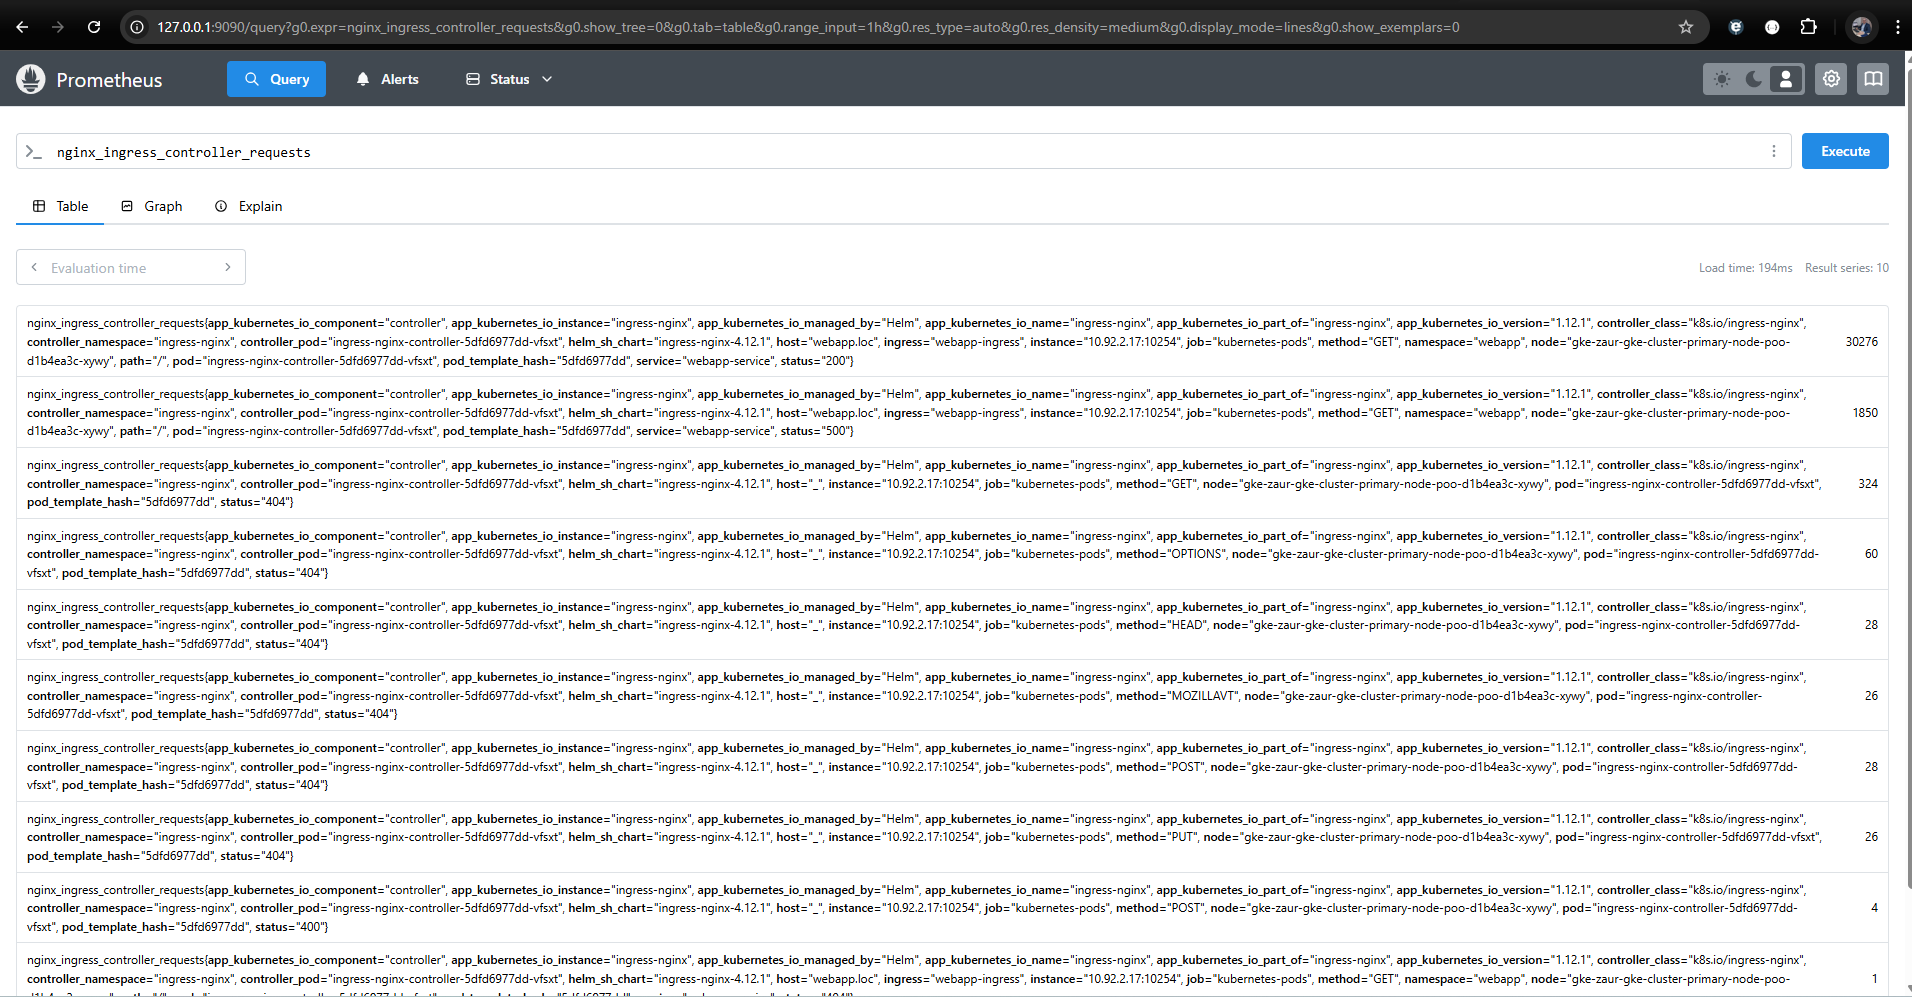 127.0.0.1:9090/query?g0.expr=nginx_ingress_controller_requests&g0.show_tree=0&g0.tab=table&g0.range_input=1h&g0.res_type=auto&g0.res_density=medium&g0.display_mode=lines&g0.show_exemplars=0
Prometheus Query Alerts Status
nginx_ingress_controller_requests Execute
Table Graph Explain
Evaluation time Load time: 194ms Result series: 10
nginx_ingress_controller_requests{app_kubernetes_io_component="controller", app_kubernetes_io_instance="ingress-nginx", app_kubernetes_io_managed_by="Helm", app_kubernetes_io_name="ingress-nginx", app_kubernetes_io_part_of="ingress-nginx", app_kubernetes_io_version="1.12.1", controller_class="k8s.io/ingress-nginx",
controller_namespace="ingress-nginx", controller_pod="ingress-nginx-controller-5dfd6977dd-vfsxt", helm_sh_chart="ingress-nginx-4.12.1", host="webapp.loc", ingress="webapp-ingress", instance="10.92.2.17:10254", job="kubernetes-pods", method="GET", namespace="webapp", node="gke-zaur-gke-cluster-primary-node-poo- 30276
d1b4ea3c-xywy", path="/", pod="ingress-nginx-controller-5dfd6977dd-vfsxt", pod_template_hash="5dfd6977dd", service="webapp-service", status="200"}
nginx_ingress_controller_requests{app_kubernetes_io_component="controller", app_kubernetes_io_instance="ingress-nginx", app_kubernetes_io_managed_by="Helm", app_kubernetes_io_name="ingress-nginx", app_kubernetes_io_part_of="ingress-nginx", app_kubernetes_io_version="1.12.1", controller_class="k8s.io/ingress-nginx",
controller_namespace="ingress-nginx", controller_pod="ingress-nginx-controller-5dfd6977dd-vfsxt", helm_sh_chart="ingress-nginx-4.12.1", host="webapp.loc", ingress="webapp-ingress", instance="10.92.2.17:10254", job="kubernetes-pods", method="GET", namespace="webapp", node="gke-zaur-gke-cluster-primary-node-poo- 1850
d1b4ea3c-xywy", path="/", pod="ingress-nginx-controller-5dfd6977dd-vfsxt", pod_template_hash="5dfd6977dd", service="webapp-service", status="500"}
nginx_ingress_controller_requests{app_kubernetes_io_component="controller", app_kubernetes_io_instance="ingress-nginx", app_kubernetes_io_managed_by="Helm", app_kubernetes_io_name="ingress-nginx", app_kubernetes_io_part_of="ingress-nginx", app_kubernetes_io_version="1.12.1", controller_class="k8s.io/ingress-nginx",
controller_namespace="ingress-nginx", controller_pod="ingress-nginx-controller-5dfd6977dd-vfsxt", helm_sh_chart="ingress-nginx-4.12.1", host="_", instance="10.92.2.17:10254", job="kubernetes-pods", method="GET", node="gke-zaur-gke-cluster-primary-node-poo-d1b4ea3c-xywy", pod="ingress-nginx-controller-5dfd6977dd-vfsxt", 324
pod_template_hash="5dfd6977dd", status="404"}
nginx_ingress_controller_requests{app_kubernetes_io_component="controller", app_kubernetes_io_instance="ingress-nginx", app_kubernetes_io_managed_by="Helm", app_kubernetes_io_name="ingress-nginx", app_kubernetes_io_part_of="ingress-nginx", app_kubernetes_io_version="1.12.1", controller_class="k8s.io/ingress-nginx",
controller_namespace="ingress-nginx", controller_pod="ingress-nginx-controller-5dfd6977dd-vfsxt", helm_sh_chart="ingress-nginx-4.12.1", host="_", instance="10.92.2.17:10254", job="kubernetes-pods", method="OPTIONS", node="gke-zaur-gke-cluster-primary-node-poo-d1b4ea3c-xywy", pod="ingress-nginx-controller-5dfd6977dd- 60
vfsxt", pod_template_hash="5dfd6977dd", status="404"}
nginx_ingress_controller_requests{app_kubernetes_io_component="controller", app_kubernetes_io_instance="ingress-nginx", app_kubernetes_io_managed_by="Helm", app_kubernetes_io_name="ingress-nginx", app_kubernetes_io_part_of="ingress-nginx", app_kubernetes_io_version="1.12.1", controller_class="k8s.io/ingress-nginx",
controller_namespace="ingress-nginx", controller_pod="ingress-nginx-controller-5dfd6977dd-vfsxt", helm_sh_chart="ingress-nginx-4.12.1", host="_", instance="10.92.2.17:10254", job="kubernetes-pods", method="HEAD", node="gke-zaur-gke-cluster-primary-node-poo-d1b4ea3c-xywy", pod="ingress-nginx-controller-5dfd6977dd- 28
vfsxt", pod_template_hash="5dfd6977dd", status="404"}
nginx_ingress_controller_requests{app_kubernetes_io_component="controller", app_kubernetes_io_instance="ingress-nginx", app_kubernetes_io_managed_by="Helm", app_kubernetes_io_name="ingress-nginx", app_kubernetes_io_part_of="ingress-nginx", app_kubernetes_io_version="1.12.1", controller_class="k8s.io/ingress-nginx",
controller_namespace="ingress-nginx", controller_pod="ingress-nginx-controller-5dfd6977dd-vfsxt", helm_sh_chart="ingress-nginx-4.12.1", host="_", instance="10.92.2.17:10254", job="kubernetes-pods", method="MOZILLAVT", node="gke-zaur-gke-cluster-primary-node-poo-d1b4ea3c-xywy", pod="ingress-nginx-controller- 26
5dfd6977dd-vfsxt", pod_template_hash="5dfd6977dd", status="404"}
nginx_ingress_controller_requests{app_kubernetes_io_component="controller", app_kubernetes_io_instance="ingress-nginx", app_kubernetes_io_managed_by="Helm", app_kubernetes_io_name="ingress-nginx", app_kubernetes_io_part_of="ingress-nginx", app_kubernetes_io_version="1.12.1", controller_class="k8s.io/ingress-nginx",
controller_namespace="ingress-nginx", controller_pod="ingress-nginx-controller-5dfd6977dd-vfsxt", helm_sh_chart="ingress-nginx-4.12.1", host="_", instance="10.92.2.17:10254", job="kubernetes-pods", method="POST", node="gke-zaur-gke-cluster-primary-node-poo-d1b4ea3c-xywy", pod="ingress-nginx-controller-5dfd6977dd- 28
vfsxt", pod_template_hash="5dfd6977dd", status="404"}
nginx_ingress_controller_requests{app_kubernetes_io_component="controller", app_kubernetes_io_instance="ingress-nginx", app_kubernetes_io_managed_by="Helm", app_kubernetes_io_name="ingress-nginx", app_kubernetes_io_part_of="ingress-nginx", app_kubernetes_io_version="1.12.1", controller_class="k8s.io/ingress-nginx",
controller_namespace="ingress-nginx", controller_pod="ingress-nginx-controller-5dfd6977dd-vfsxt", helm_sh_chart="ingress-nginx-4.12.1", host="_", instance="10.92.2.17:10254", job="kubernetes-pods", method="PUT", node="gke-zaur-gke-cluster-primary-node-poo-d1b4ea3c-xywy", pod="ingress-nginx-controller-5dfd6977dd-vfsxt", 26
pod_template_hash="5dfd6977dd", status="404"}
nginx_ingress_controller_requests{app_kubernetes_io_component="controller", app_kubernetes_io_instance="ingress-nginx", app_kubernetes_io_managed_by="Helm", app_kubernetes_io_name="ingress-nginx", app_kubernetes_io_part_of="ingress-nginx", app_kubernetes_io_version="1.12.1", controller_class="k8s.io/ingress-nginx",
controller_namespace="ingress-nginx", controller_pod="ingress-nginx-controller-5dfd6977dd-vfsxt", helm_sh_chart="ingress-nginx-4.12.1", host="_", instance="10.92.2.17:10254", job="kubernetes-pods", method="POST", node="gke-zaur-gke-cluster-primary-node-poo-d1b4ea3c-xywy", pod="ingress-nginx-controller-5dfd6977dd- 4
vfsxt", pod_template_hash="5dfd6977dd", status="400"}
nginx_ingress_controller_requests{app_kubernetes_io_component="controller", app_kubernetes_io_instance="ingress-nginx", app_kubernetes_io_managed_by="Helm", app_kubernetes_io_name="ingress-nginx", app_kubernetes_io_part_of="ingress-nginx", app_kubernetes_io_version="1.12.1", controller_class="k8s.io/ingress-nginx",
controller_namespace="ingress-nginx", controller_pod="ingress-nginx-controller-5dfd6977dd-vfsxt", helm_sh_chart="ingress-nginx-4.12.1", host="webapp.loc", ingress="webapp-ingress", instance="10.92.2.17:10254", job="kubernetes-pods", method="GET", namespace="webapp", node="gke-zaur-gke-cluster-primary-node-poo- 1